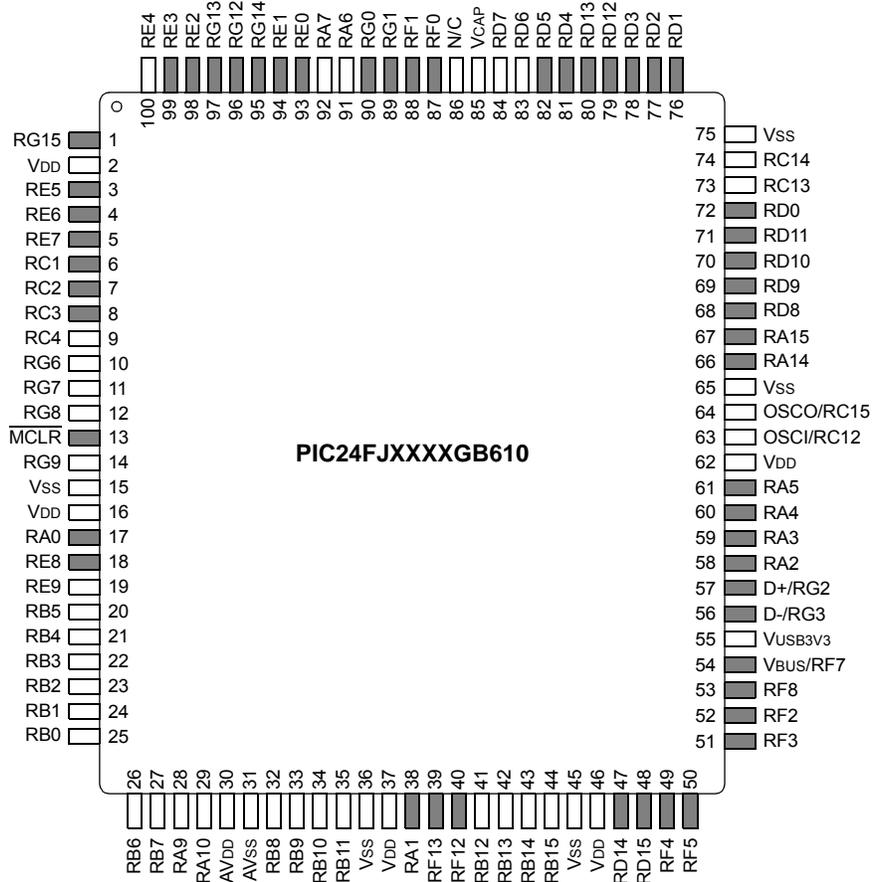 RE4
RE3
RE2
RG13
RG12
RG14
RE1
RE0
RA7
RA6
RG0
RG1
RF1
RF0
N/C
VCAP
RD7
RD6
RD5
RD4
RD13
RD12
RD3
RD2
RD1
100
99
98
97
96
95
94
93
92
91
90
89
88
87
86
85
84
83
82
81
80
79
78
77
76
RG15 1
VDD 2
RE5 3
RE6 4
RE7 5
RC1 6
RC2 7
RC3 8
RC4 9
RG6 10
RG7 11
RG8 12
MCLR 13
RG9 14
VSS 15
VDD 16
RA0 17
RE8 18
RE9 19
RB5 20
RB4 21
RB3 22
RB2 23
RB1 24
RB0 25
PIC24FJXXXXGB610
75 VSS
74 RC14
73 RC13
72 RD0
71 RD11
70 RD10
69 RD9
68 RD8
67 RA15
66 RA14
65 VSS
64 OSCO/RC15
63 OSCI/RC12
62 VDD
61 RA5
60 RA4
59 RA3
58 RA2
57 D+/RG2
56 D-/RG3
55 VUSB3V3
54 VBUS/RF7
53 RF8
52 RF2
51 RF3
26
27
28
29
30
31
32
33
34
35
36
37
38
39
40
41
42
43
44
45
46
47
48
49
50
RB6
RB7
RA9
RA10
AVDD
AVSS
RB8
RB9
RB10
RB11
VSS
VDD
RA1
RF13
RF12
RB12
RB13
RB14
RB15
VSS
VDD
RD14
RD15
RF4
RF5